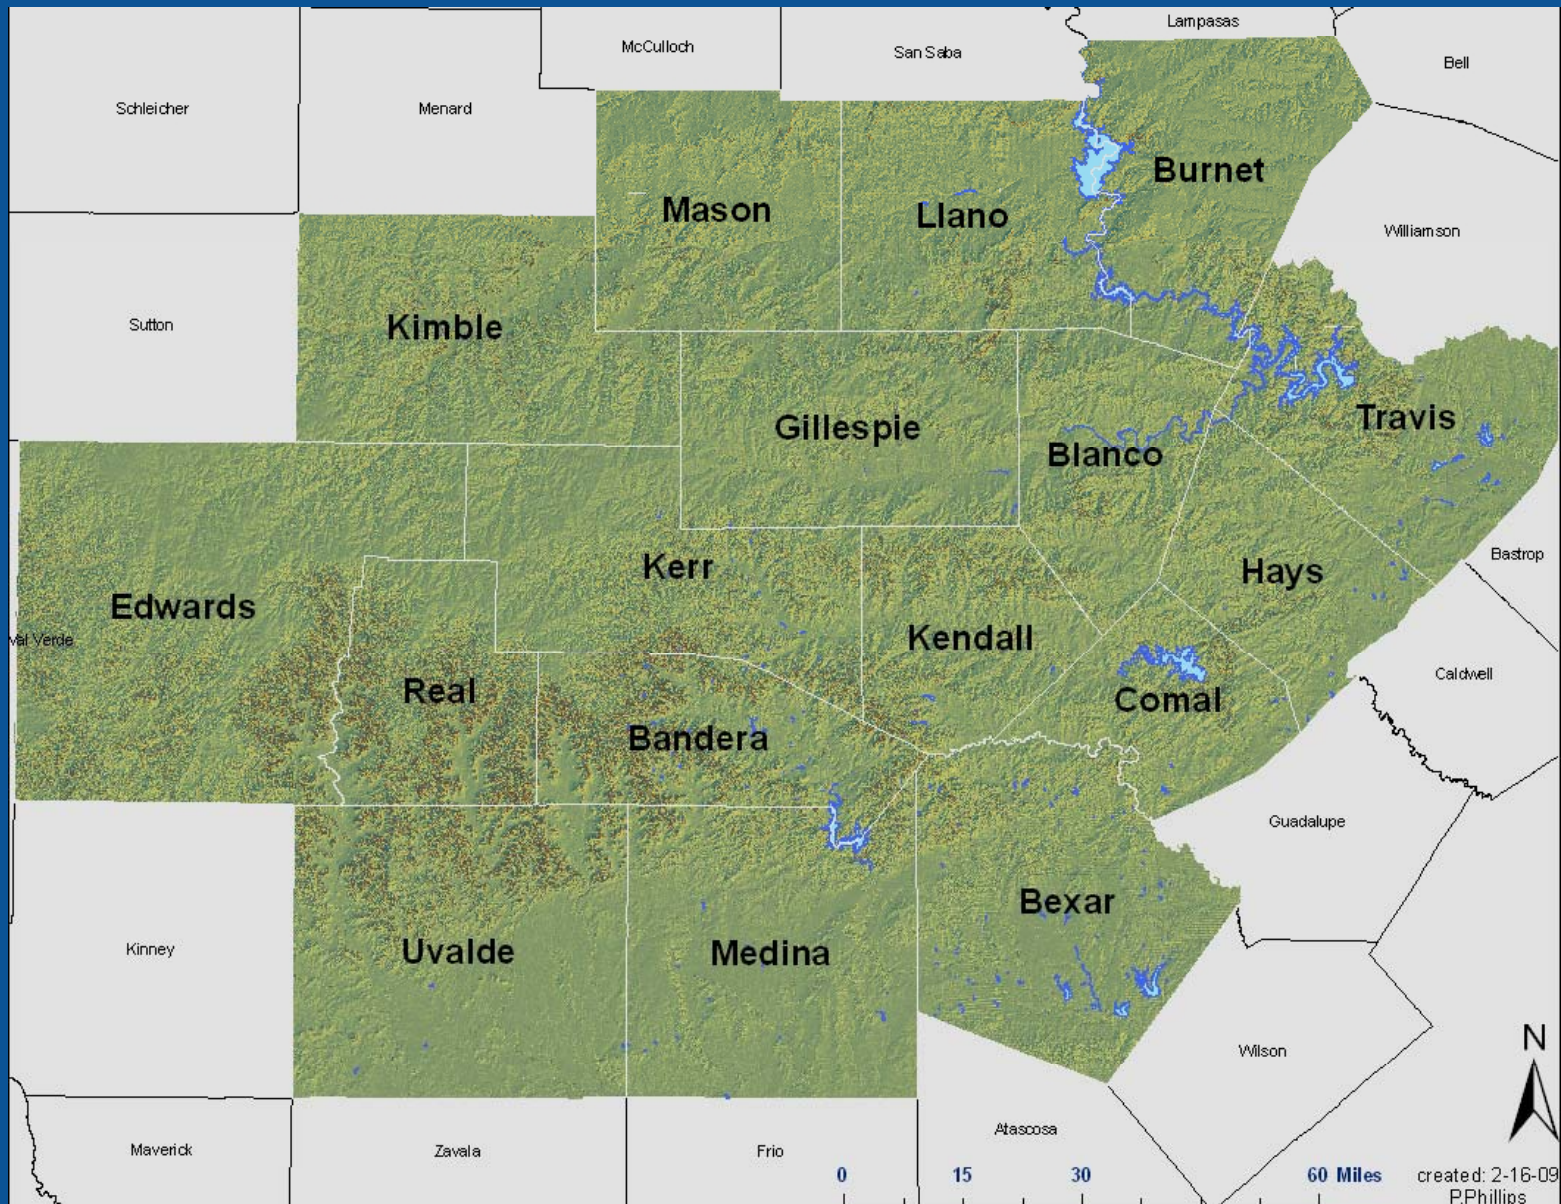 Lampasas
McCulloch
San Saba
Bell
Schleicher
Menard
Burnet
Mason
Llano
Williamson
Sutton
Kimble
Travis
Gillespie
Blanco
Bastrop
Kerr
Hays
Edwards
Val Verde
Kendall
Caldwell
Real
Comal
Bandera
Guadalupe
Bexar
Kinney
Uvalde
Medina
N
Wilson
Atascosa
Maverick
Zavala
Frio
0 15 30 60 Miles
created: 2-16-09
P.Phillips